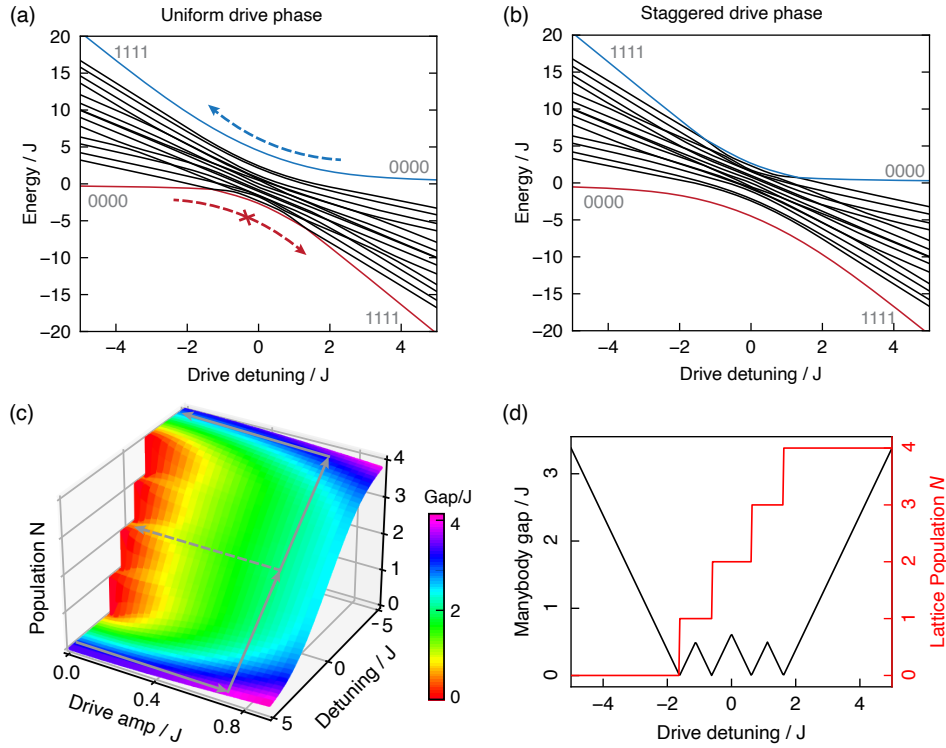 (a) Uniform drive phase
20
15
10
5
0
−5
−10
−15
−20
Energy / J
1111
0000
0000
1111
−4 −2 0 2 4
Drive detuning / J
(b) Staggered drive phase
20
15
10
5
0
−5
−10
−15
−20
Energy / J
1111
0000
0000
1111
−4 −2 0 2 4
Drive detuning / J
(c)
Population N
4
3
2
1
0
0.0 0.4 0.8
Drive amp / J
−5 0 5
Detuning / J
Gap/J
4
2
0
(d)
Manybody gap / J
3
2
1
0
−4 −2 0 2 4
Drive detuning / J
4
3
2
1
0
Lattice Population N